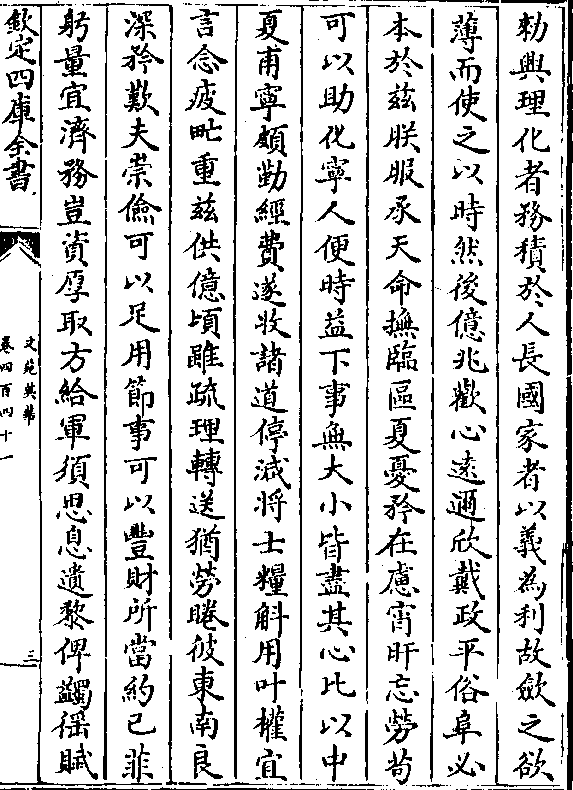 勅興理化者務積於人長國家者以義為利故斂之欲
薄而使之以時然後億兆歡心逺邇欣戴政平俗阜必
本於兹朕服承天命撫臨區夏憂矜在慮宵旰忘勞苟
可以助化寧人便時益下事無大小皆盡其心比以中
夏甫寧頗勤經費遂收諸道停減将士糧斛用叶權宜
言念疲甿重兹供億頃雖疏理轉送猶勞睠彼東南良
深矜歎夫崇儉可以足用節事可以豐財所當約己菲
躬量宜濟務豈資厚取方給軍須思息遺黎俾蠲徭賦
欽定四庫全書
文苑英華
卷四百四十一
三